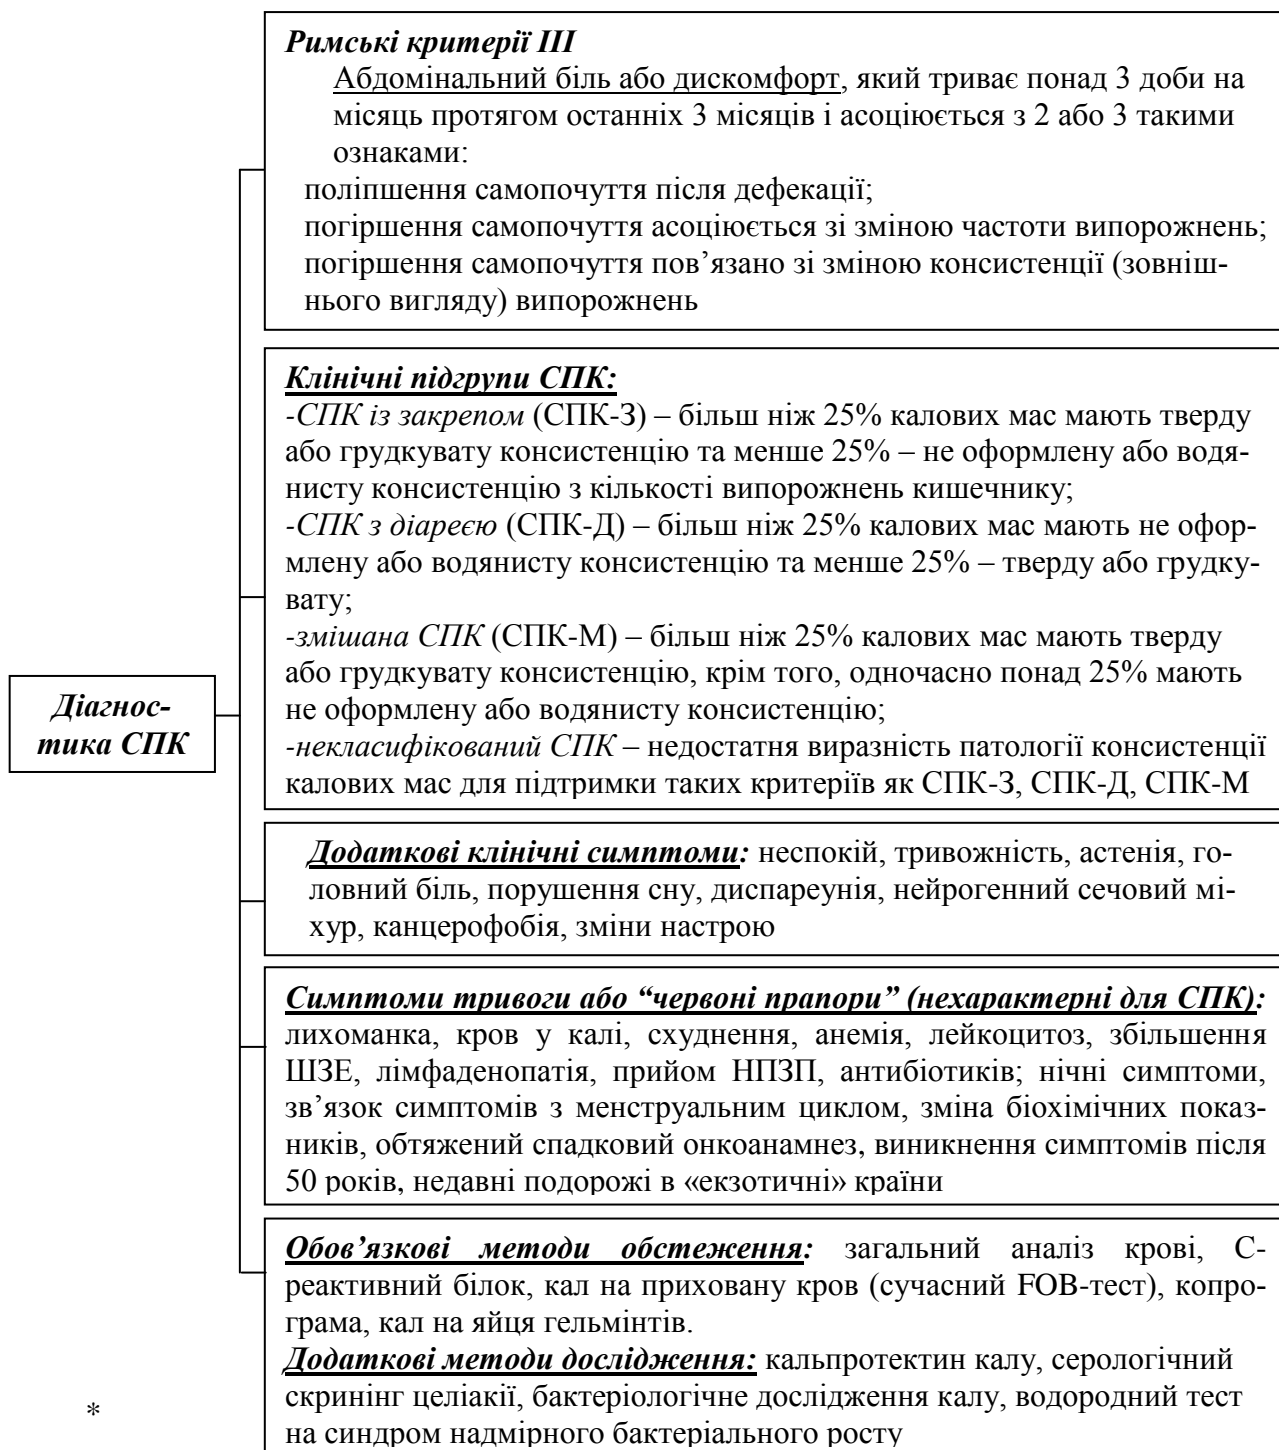 Римські критерії III
Абдомінальний біль або дискомфорт, який триває понад 3 доби на
місяць протягом останніх 3 місяців і асоціюється з 2 або 3 такими
ознаками:
поліпшення самопочуття після дефекації;
погіршення самопочуття асоціюється зі зміною частоти випорожнень;
погіршення самопочуття пов’язано зі зміною консистенції (зовніш-
нього вигляду) випорожнень
Клінічні підгрупи СПК:
-СПК із закрепом (СПК-З) – більш ніж 25% калових мас мають тверду
або грудкувату консистенцію та менше 25% – не оформлену або водя-
нисту консистенцію з кількості випорожнень кишечнику;
-СПК з діареєю (СПК-Д) – більш ніж 25% калових мас мають не офор-
млену або водянисту консистенцію та менше 25% – тверду або грудку-
вату;
-змішана СПК (СПК-М) – більш ніж 25% калових мас мають тверду
або грудкувату консистенцію, крім того, одночасно понад 25% мають
не оформлену або водянисту консистенцію;
-некласифікований СПК – недостатня виразність патології консистенції
калових мас для підтримки таких критеріїв як СПК-З, СПК-Д, СПК-М
Діагнос-
тика СПК
Додаткові клінічні симптоми: неспокій, тривожність, астенія, го-
ловний біль, порушення сну, диспареунія, нейрогенний сечовий мі-
хур, канцерофобія, зміни настрою
Симптоми тривоги або “червоні прапори” (нехарактерні для СПК):
лихоманка, кров у калі, схуднення, анемія, лейкоцитоз, збільшення
ШЗЕ, лімфаденопатія, прийом НПЗП, антибіотиків; нічні симптоми,
зв’язок симптомів з менструальним циклом, зміна біохімічних показ-
ників, обтяжений спадковий онкоанамнез, виникнення симптомів після
50 років, недавні подорожі в «екзотичні» країни
Обов’язкові методи обстеження: загальний аналіз крові, С-
реактивний білок, кал на приховану кров (сучасний FOB-тест), копро-
грама, кал на яйця гельмінтів.
Додаткові методи дослідження: кальпротектин калу, серологічний
скринінг целіакії, бактеріологічне дослідження калу, водородний тест
на синдром надмірного бактеріального росту
*